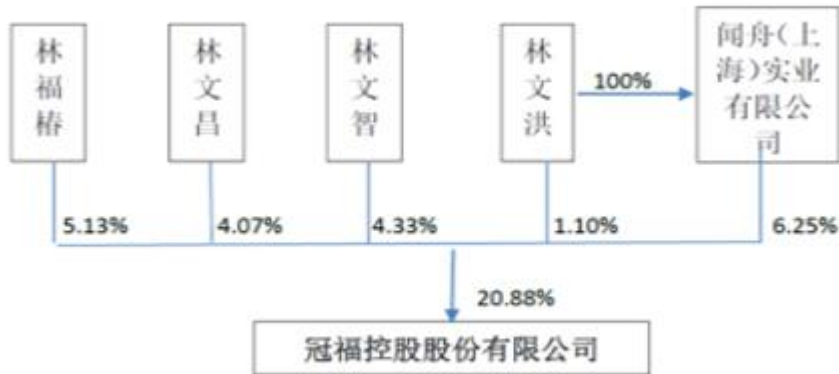 林福椿
林文昌
林文智
林文洪
闻舟(上
海)实业
有限公
司
100%
5.13%
4.07%
4.33%
1.10%
6.25%
20.88%
冠福控股股份有限公司